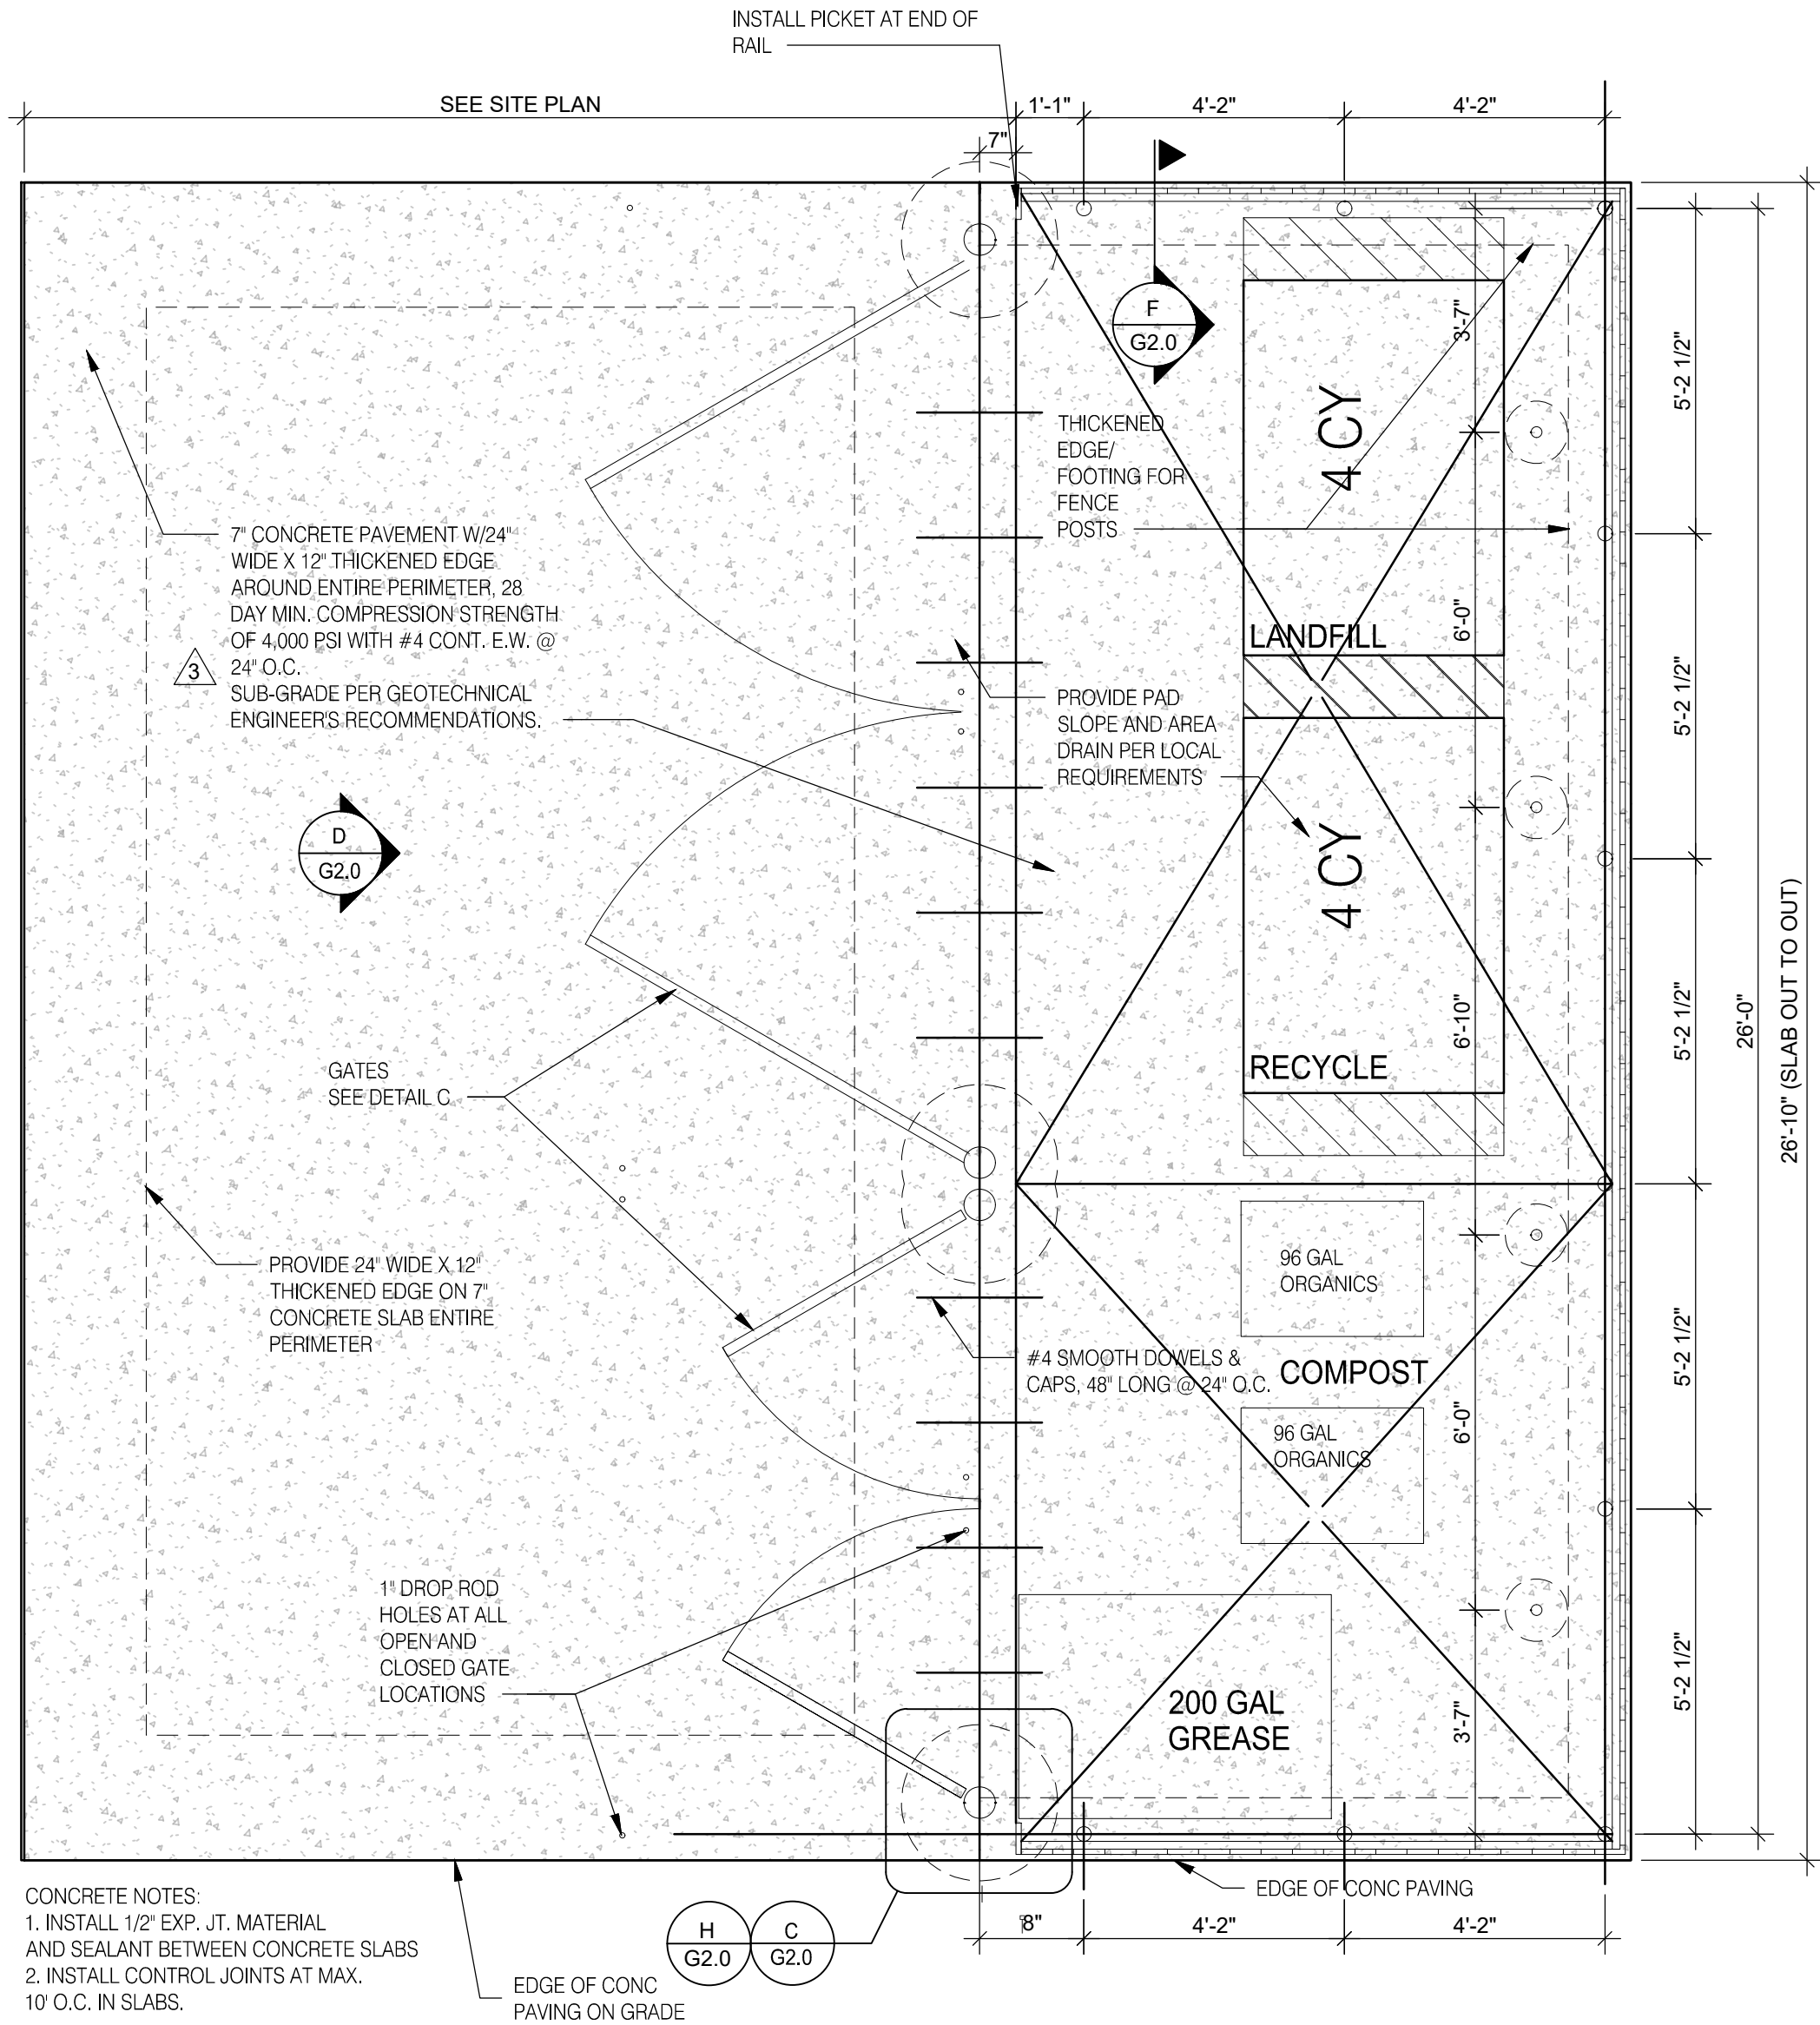 INSTALL PICKET AT END OF
RAIL
SEE SITE PLAN
1'-1"
4'-2"
4'-2"
7"
F
G2.0
3'-7"
5'-2 1/2"
4 CY
THICKENED
EDGE/
FOOTING FOR
FENCE
POSTS
7" CONCRETE PAVEMENT W/24"
WIDE X 12" THICKENED EDGE
AROUND ENTIRE PERIMETER, 28
DAY MIN. COMPRESSION STRENGTH
OF 4,000 PSI WITH #4 CONT. E.W. @
24" O.C.
SUB-GRADE PER GEOTECHNICAL
ENGINEER'S RECOMMENDATIONS.
3
LANDFILL
6'-0"
5'-2 1/2"
PROVIDE PAD
SLOPE AND AREA
DRAIN PER LOCAL
REQUIREMENTS
D
G2.0
4 CY
6'-10"
5'-2 1/2"
26'-0"
26'-10" (SLAB OUT TO OUT)
RECYCLE
GATES
SEE DETAIL C
PROVIDE 24" WIDE X 12"
THICKENED EDGE ON 7"
CONCRETE SLAB ENTIRE
PERIMETER
96 GAL
ORGANICS
#4 SMOOTH DOWELS &
CAPS, 48" LONG @ 24" O.C.
COMPOST
5'-2 1/2"
6'-0"
96 GAL
ORGANICS
1" DROP ROD
HOLES AT ALL
OPEN AND
CLOSED GATE
LOCATIONS
200 GAL
GREASE
3'-7"
5'-2 1/2"
EDGE OF CONC PAVING
CONCRETE NOTES:
1. INSTALL 1/2" EXP. JT. MATERIAL
AND SEALANT BETWEEN CONCRETE SLABS
2. INSTALL CONTROL JOINTS AT MAX.
10' O.C. IN SLABS.
H
G2.0
C
G2.0
8"
4'-2"
4'-2"
EDGE OF CONC
PAVING ON GRADE